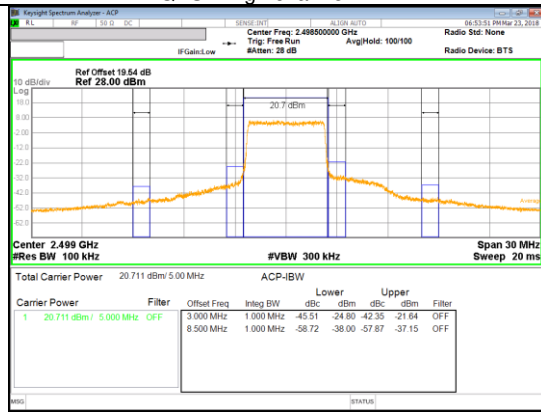 Keysight Spectrum Analyzer - ACP
RL RF 50 Ω DC SENSE:INT ALIGN AUTO 06:53:51 PM Mar 23, 2018
Center Freq: 2.498500000 GHz Radio Std: None
Trig: Free Run Avg|Hold: 100/100
IFGain:Low #Atten: 28 dB Radio Device: BTS
Ref Offset 19.54 dB
10 dB/div Ref 28.00 dBm
Log
18.0
20.7 dBm
8.00
-2.00
-12.0
-22.0
-32.0
-42.0
-52.0
-62.0
Average
Center 2.499 GHz Span 30 MHz
#Res BW 100 kHz #VBW 300 kHz Sweep 20 ms
Total Carrier Power 20.711 dBm/ 5.00 MHz ACP-IBW
Lower Upper
Carrier Power Filter Offset Freq Integ BW dBc dBm dBc dBm Filter
1 20.711 dBm / 5.000 MHz OFF 3.000 MHz 1.000 MHz -45.51 -24.80 -42.35 -21.64 OFF
8.500 MHz 1.000 MHz -58.72 -38.00 -57.87 -37.15 OFF
MSG STATUS